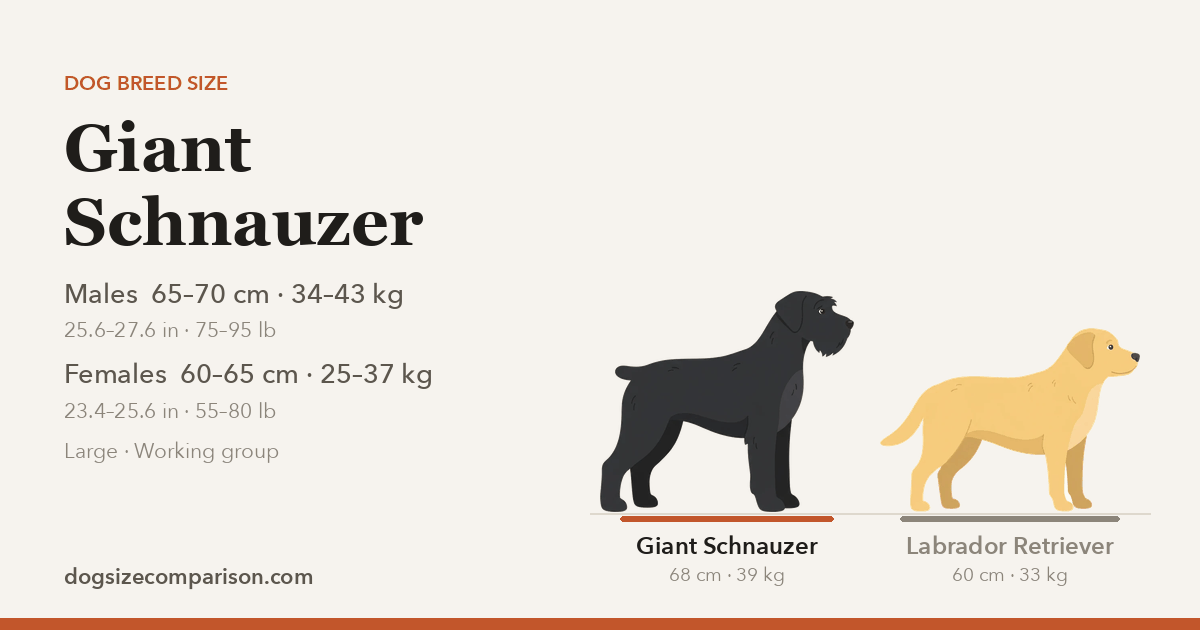 DOG BREED SIZE
Giant
Schnauzer
Males 65–70 cm · 34–43 kg
25.6–27.6 in · 75–95 lb
Females 60–65 cm · 25–37 kg
23.4–25.6 in · 55–80 lb
Large · Working group
Giant Schnauzer
68 cm · 39 kg
Labrador Retriever
60 cm · 33 kg
dogsizecomparison.com